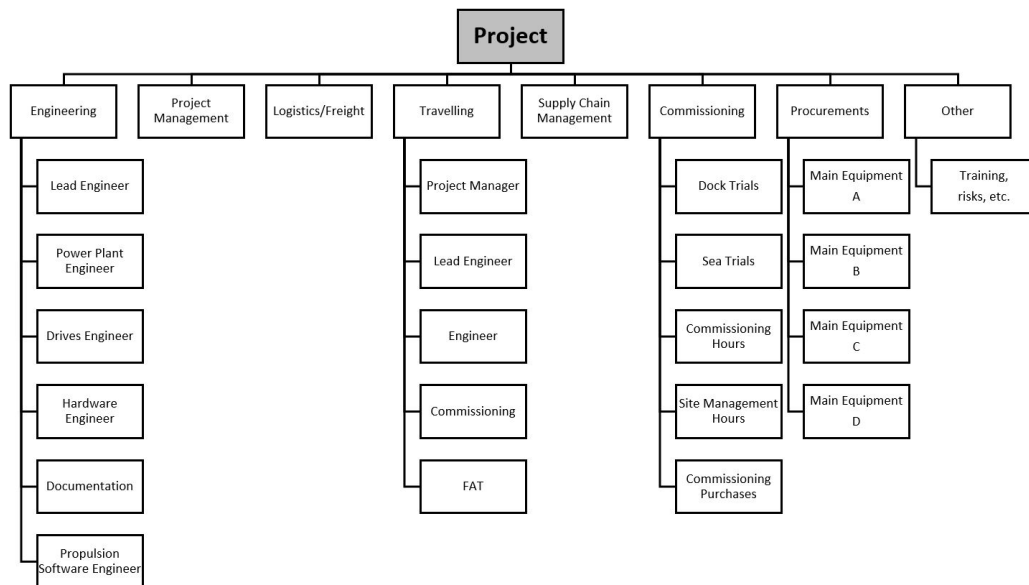 Project
Engineering
Project
Management
Logistics/Freight
Travelling
Supply Chain
Management
Commissioning
Procurements
Other
Lead Engineer
Power Plant
Engineer
Drives Engineer
Hardware
Engineer
Documentation
Propulsion
Software Engineer
Project Manager
Lead Engineer
Engineer
Commissioning
FAT
Dock Trials
Sea Trials
Commissioning
Hours
Site Management
Hours
Commissioning
Purchases
Main Equipment
A
Main Equipment
B
Main Equipment
C
Main Equipment
D
Training,
risks, etc.